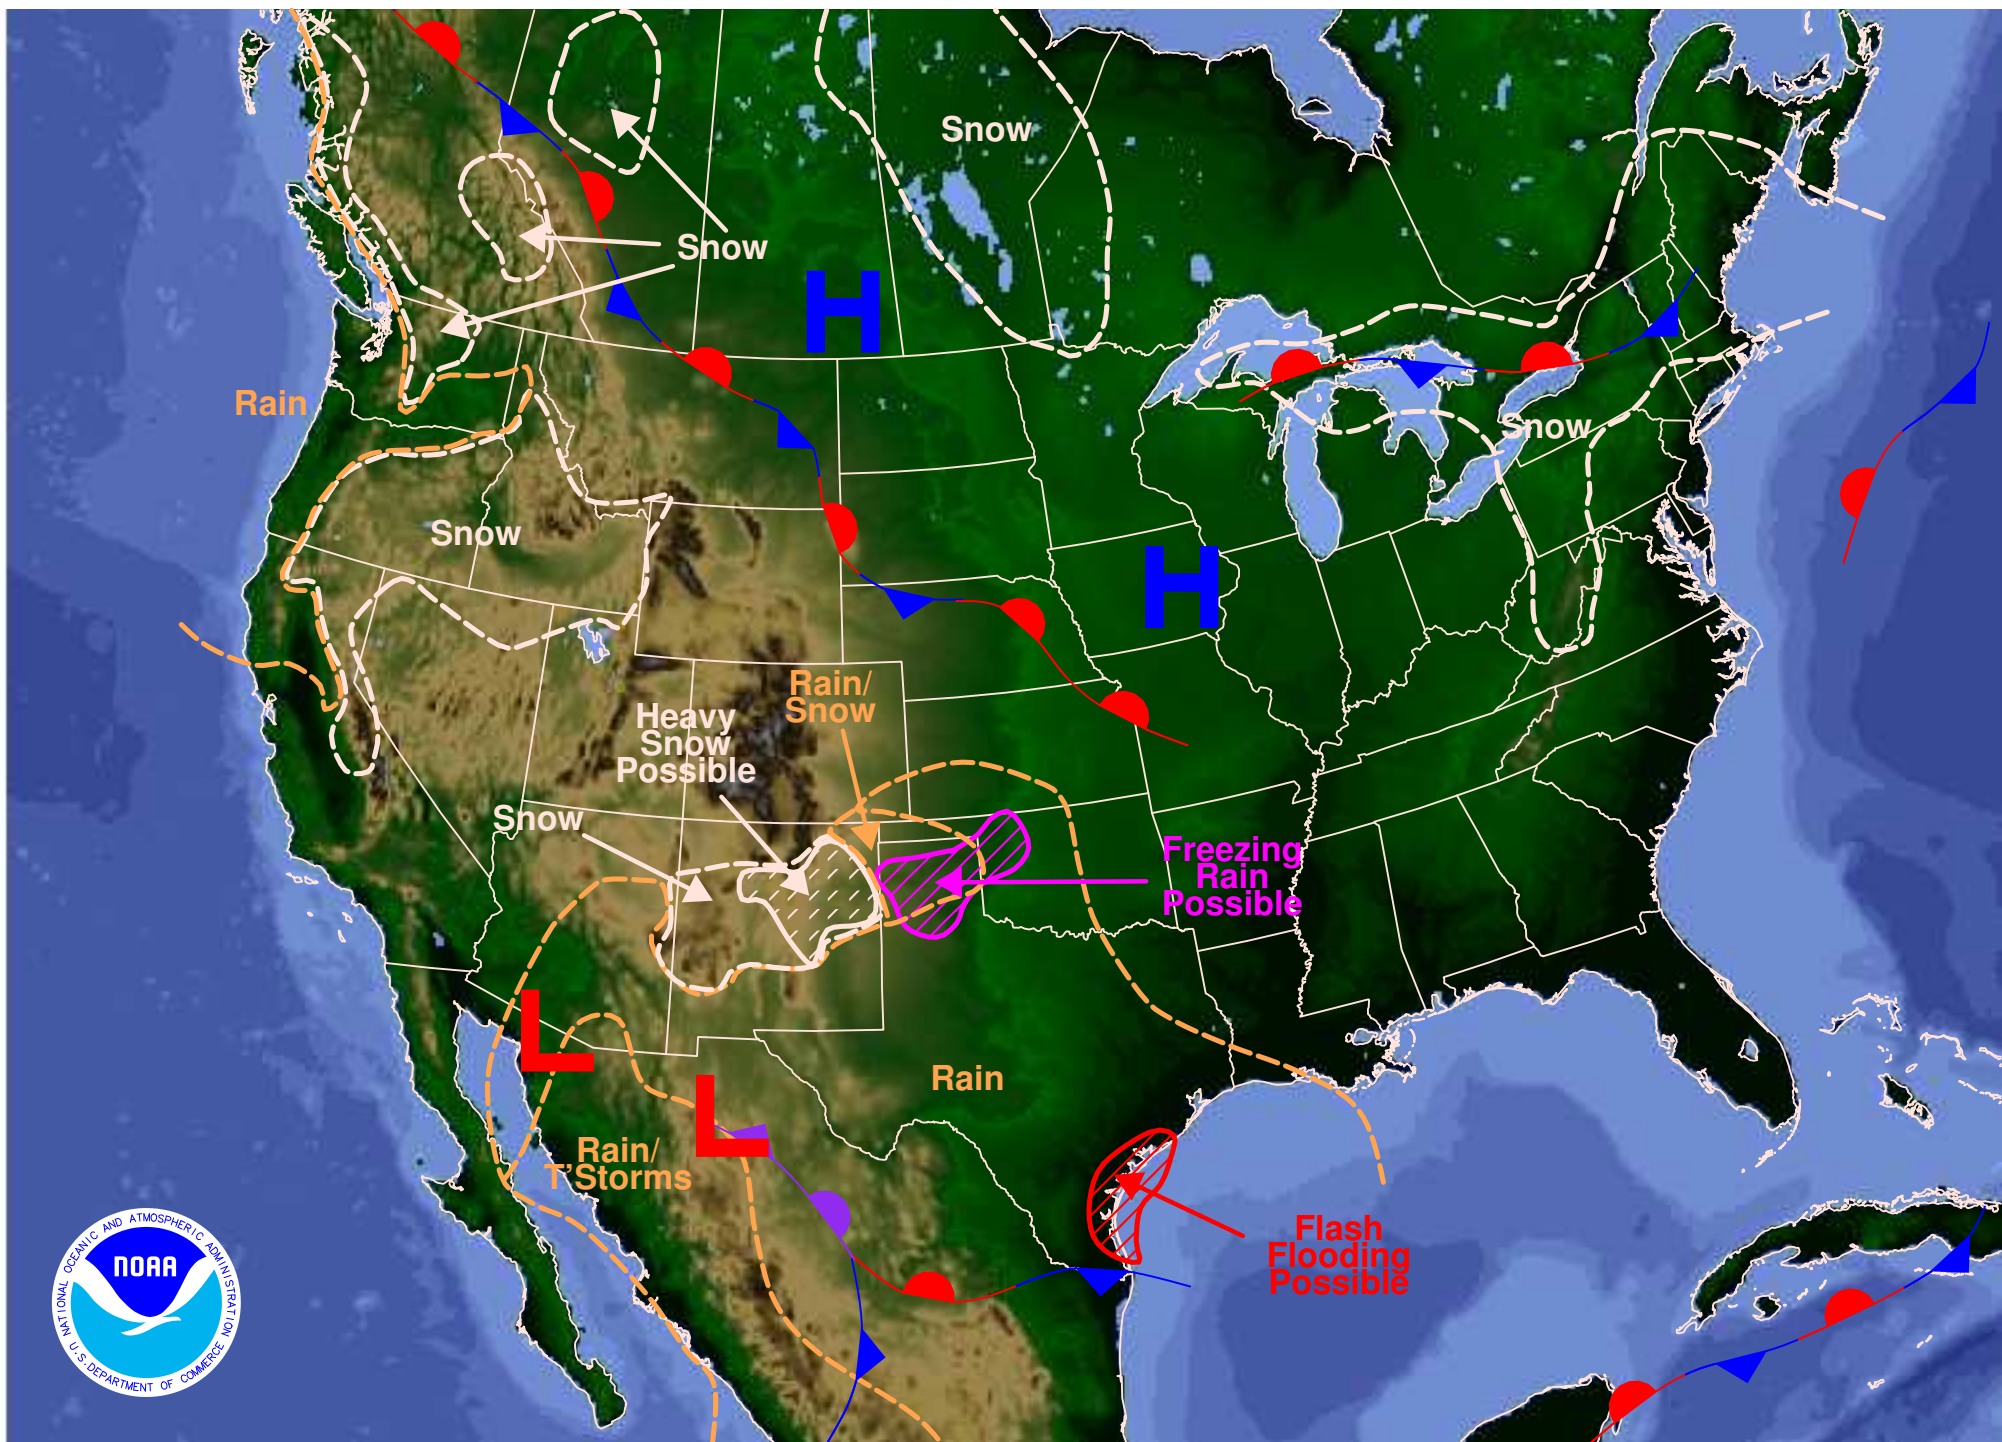 Snow
Snow
H
Rain
Snow
Snow
H
Rain/
Snow
Heavy
Snow
Possible
Snow
Freezing
Rain
Possible
L
Rain
L
Rain/
T'Storms
Flash
Flooding
Possible
NATIONAL OCEANIC AND ATMOSPHERIC ADMINISTRATION
NOAA
U.S. DEPARTMENT OF COMMERCE